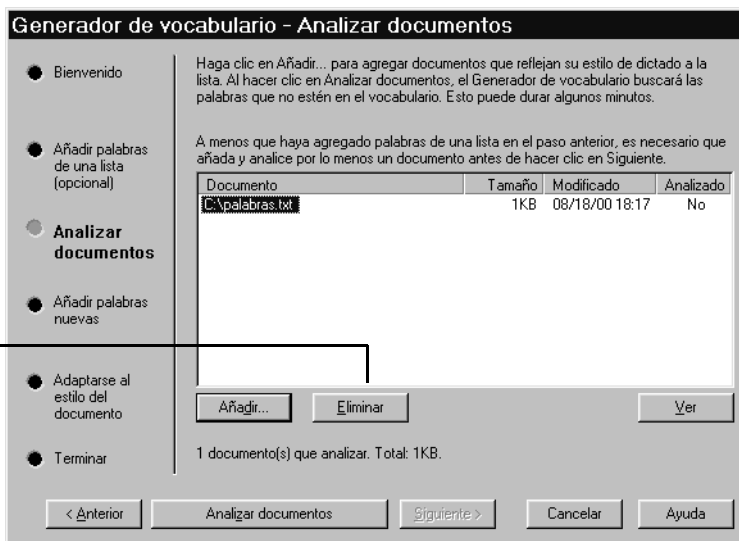 Generador de vocabulario - Analizar documentos
Bienvenido
Añadir palabras
de una lista
(opcional)
Analizar
documentos
Añadir palabras
nuevas
Adaptarse al
estilo del
documento
Terminar
Haga clic en Añadir... para agregar documentos que reflejan su estilo de dictado a la
lista. Al hacer clic en Analizar documentos, el Generador de vocabulario buscará las
palabras que no estén en el vocabulario. Esto puede durar algunos minutos.
A menos que haya agregado palabras de una lista en el paso anterior, es necesario que
añada y analice por lo menos un documento antes de hacer clic en Siguiente.
Documento Tamaño Modificado Analizado
C:\palabras.txt 1KB 08/18/00 18:17 No
Añadir... Eliminar Ver
1 documento(s) que analizar. Total: 1KB.
< Anterior Analizar documentos Siguiente > Cancelar Ayuda